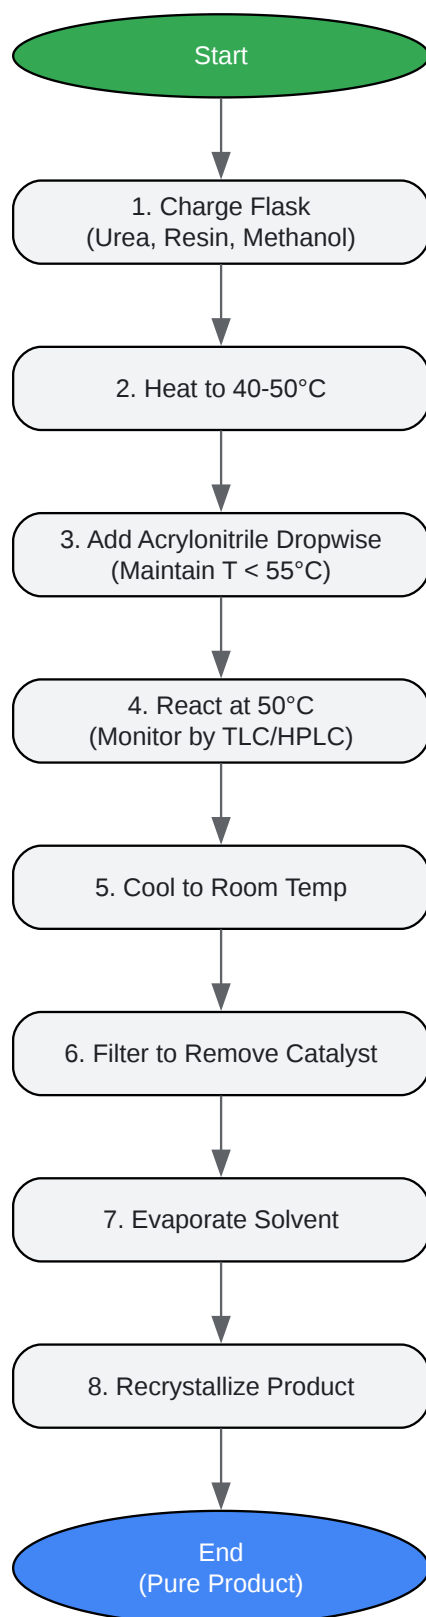 Start
1. Charge Flask
(Urea, Resin, Methanol)
2. Heat to 40-50°C
3. Add Acrylonitrile Dropwise
(Maintain T < 55°C)
4. React at 50°C
(Monitor by TLC/HPLC)
5. Cool to Room Temp
6. Filter to Remove Catalyst
7. Evaporate Solvent
8. Recrystallize Product
End
(Pure Product)